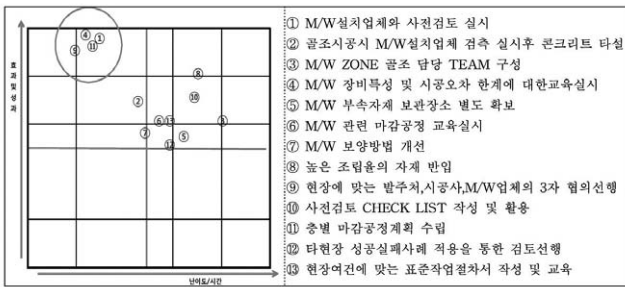 효과및성과
④ ①
⑪
⑨
⑧
② ⑩
⑥ ⑬ ③
⑦ ⑤
⑫
난이도/시간
① M/W설치업체와 사전검토 실시
② 골조시공시 M/W설치업체 검측 실시후 콘크리트 타설
③ M/W ZONE 골조 담당 TEAM 구성
④ M/W 장비특성 및 시공오차 한계에 대한교육실시
⑤ M/W 부속자재 보관장소 별도 확보
⑥ M/W 관련 마감공정 교육실시
⑦ M/W 보양방법 개선
⑧ 높은 조립율의 자재 반입
⑨ 현장에 맞는 발주처,시공사,M/W업체의 3자 협의선행
⑩ 사전검토 CHECK LIST 작성 및 활용
⑪ 층별 마감공정계획 수립
⑫ 타현장 성공실패사례 적용을 통한 검토선행
⑬ 현장여건에 맞는 표준작업절차서 작성 및 교육